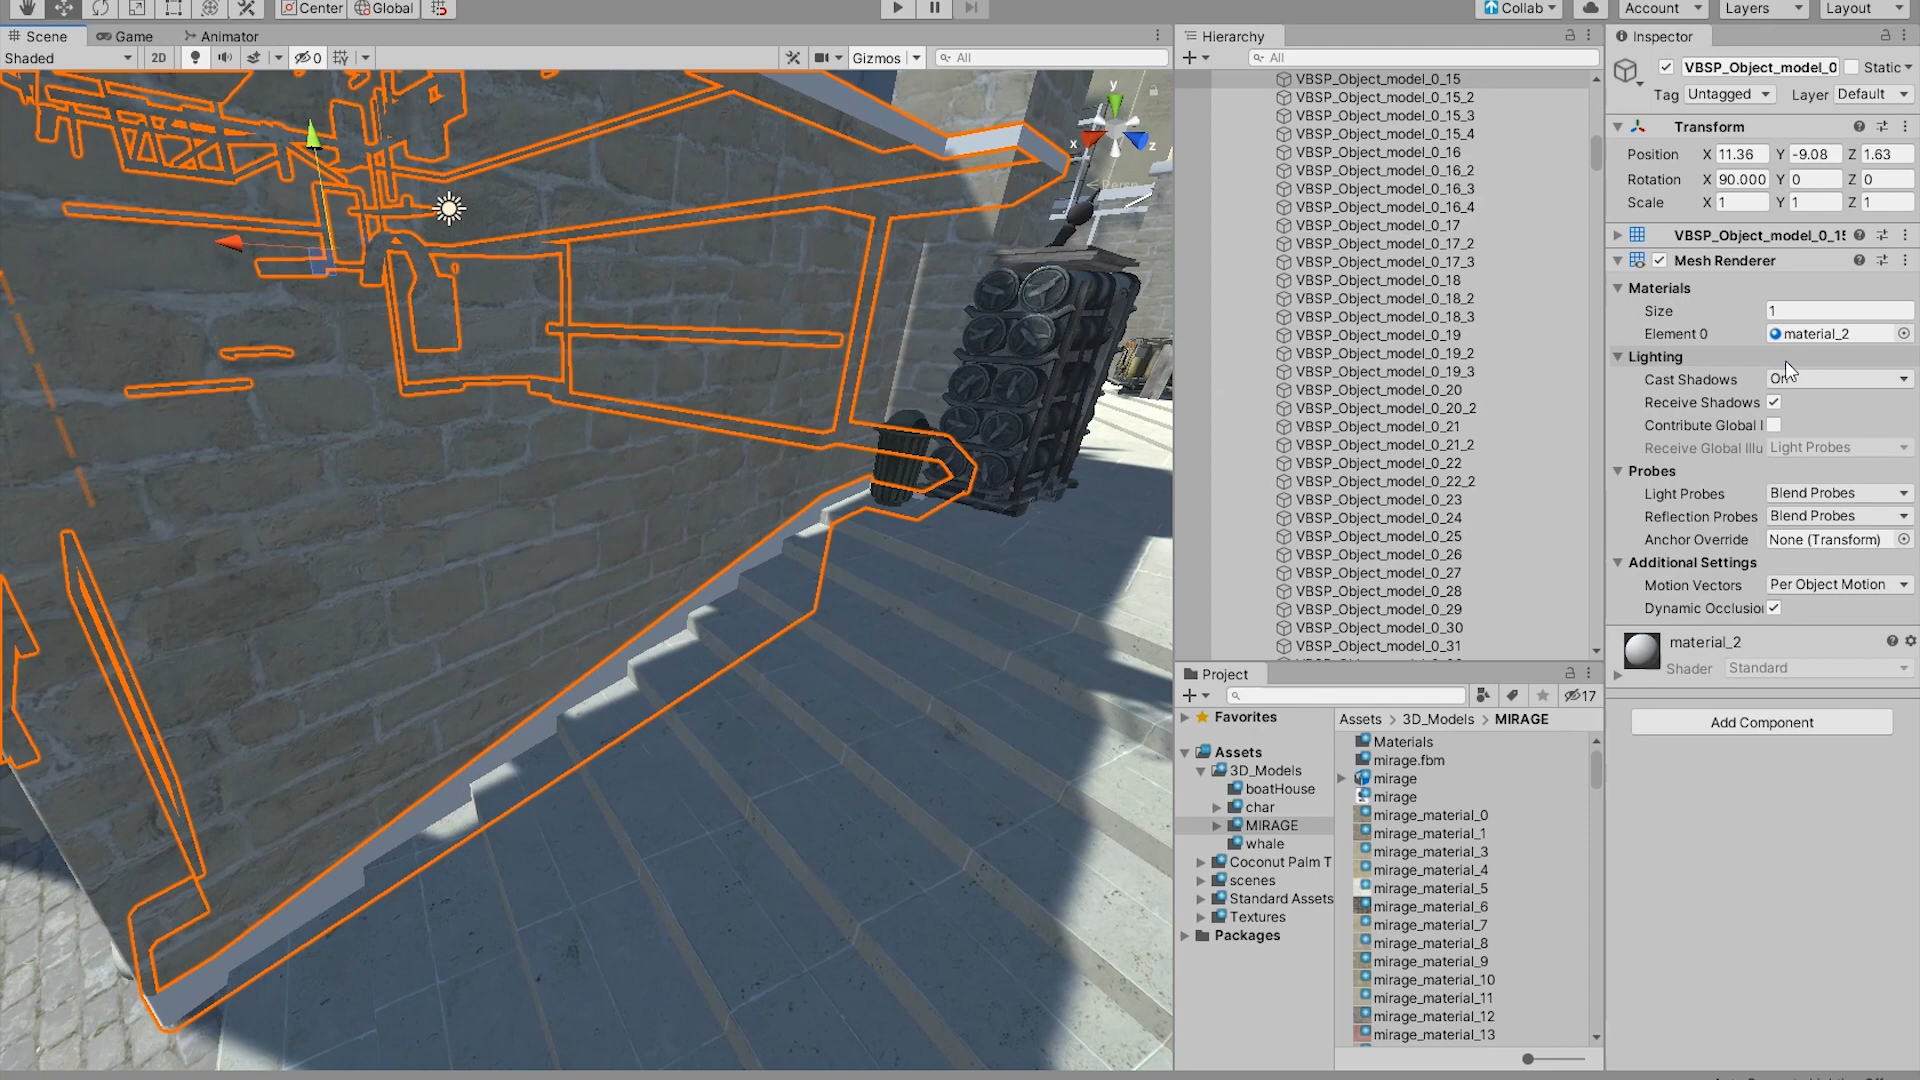 Center
Global
Collab
Account
Layers
Layout
Scene
Game
Animator
Shaded
2D
0
Gizmos
All
y
x
z
Hierarchy
All
VBSP_Object_model_0_15
VBSP_Object_model_0_15_2
VBSP_Object_model_0_15_3
VBSP_Object_model_0_15_4
VBSP_Object_model_0_16
VBSP_Object_model_0_16_2
VBSP_Object_model_0_16_3
VBSP_Object_model_0_16_4
VBSP_Object_model_0_17
VBSP_Object_model_0_17_2
VBSP_Object_model_0_17_3
VBSP_Object_model_0_18
VBSP_Object_model_0_18_2
VBSP_Object_model_0_18_3
VBSP_Object_model_0_19
VBSP_Object_model_0_19_2
VBSP_Object_model_0_19_3
VBSP_Object_model_0_20
VBSP_Object_model_0_20_2
VBSP_Object_model_0_21
VBSP_Object_model_0_21_2
VBSP_Object_model_0_22
VBSP_Object_model_0_22_2
VBSP_Object_model_0_23
VBSP_Object_model_0_24
VBSP_Object_model_0_25
VBSP_Object_model_0_26
VBSP_Object_model_0_27
VBSP_Object_model_0_28
VBSP_Object_model_0_29
VBSP_Object_model_0_30
VBSP_Object_model_0_31
Project
17
Favorites
Assets
3D_Models
boatHouse
char
MIRAGE
whale
Coconut Palm T
scenes
Standard Assets
Textures
Packages
Assets > 3D_Models > MIRAGE
Materials
mirage.fbm
mirage
mirage
mirage_material_0
mirage_material_1
mirage_material_3
mirage_material_4
mirage_material_5
mirage_material_6
mirage_material_7
mirage_material_8
mirage_material_9
mirage_material_10
mirage_material_11
mirage_material_12
mirage_material_13
Inspector
VBSP_Object_model_0 Static
Tag Untagged Layer Default
Transform
Position X 11.36 Y -9.08 Z 1.63
Rotation X 90.000 Y 0 Z 0
Scale X 1 Y 1 Z 1
VBSP_Object_model_0_15
Mesh Renderer
Materials
Size 1
Element 0 material_2
Lighting
Cast Shadows On
Receive Shadows
Contribute Global I
Receive Global Illu Light Probes
Probes
Light Probes Blend Probes
Reflection Probes Blend Probes
Anchor Override None (Transform)
Additional Settings
Motion Vectors Per Object Motion
Dynamic Occlusio
material_2
Shader Standard
Add Component